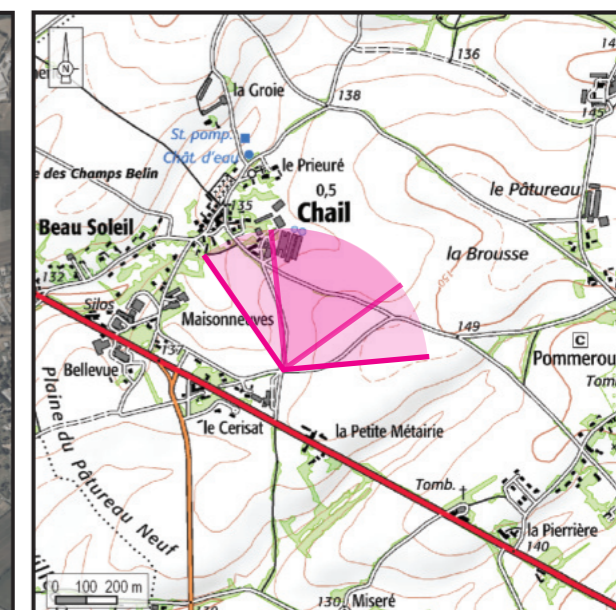 N
136
la Groie
138
145
St. pomp.
Chât. d'eau
le Prieuré
e des Champs Belin
0,5
le Pâtureau
135
Chail
Beau Soleil
la Brousse
150
132
Silos
Maisonneuves
149
C
137
Bellevue
Pommerou
Tomb
Plaine du Pâtureau Neuf
le Cerisat
la Petite Métairie
Tomb.
la Pierrière
140
0 100 200 m
130
Miseré